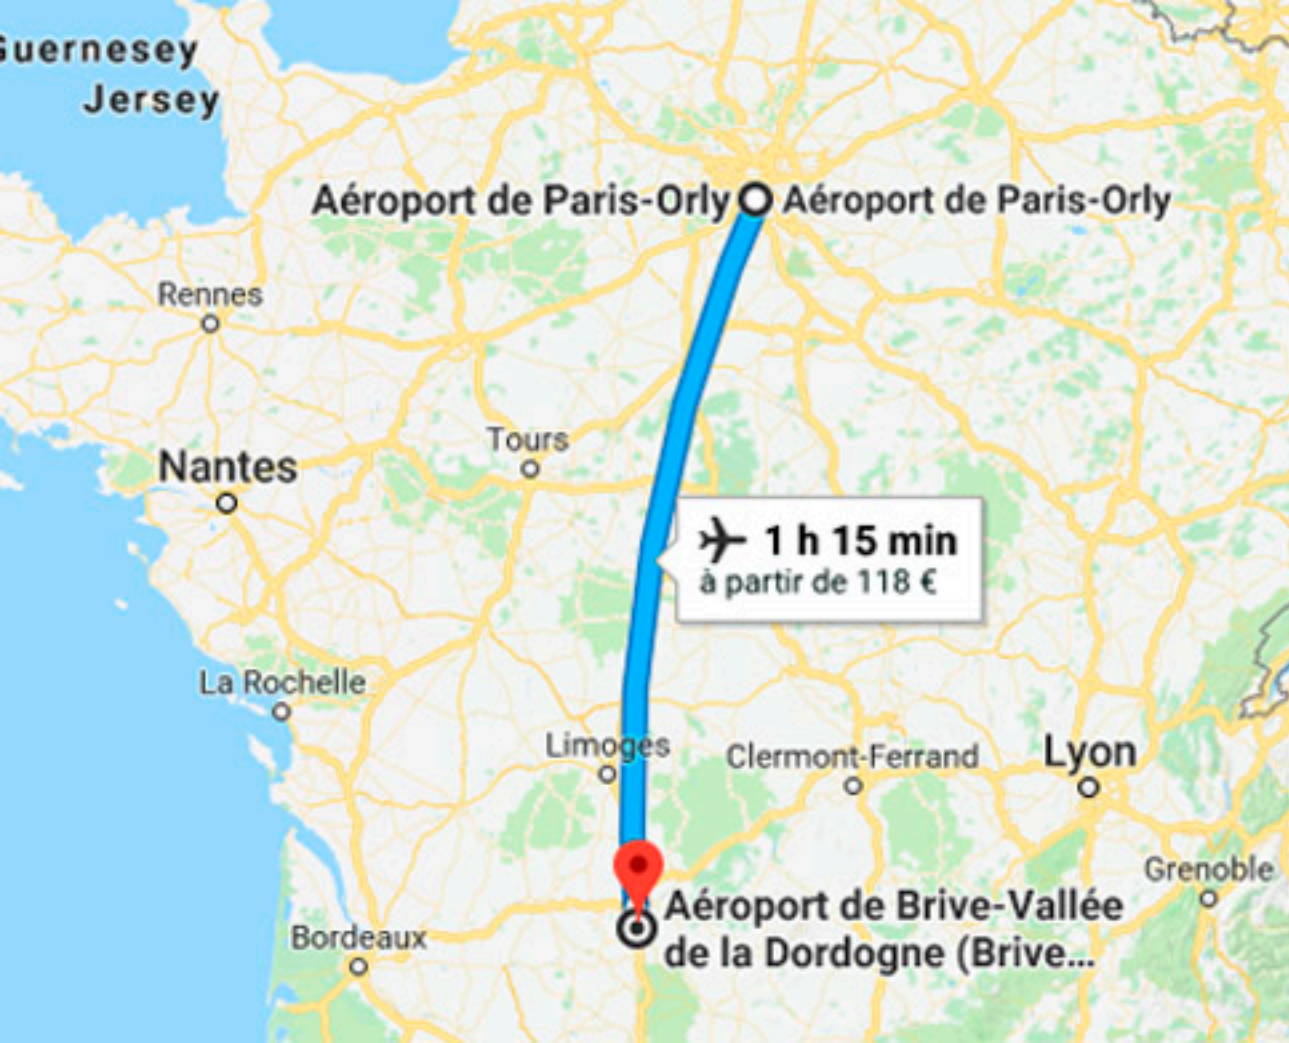 Guernesey
Jersey
Aéroport de Paris-Orly
Aéroport de Paris-Orly
Rennes
Tours
Nantes
1 h 15 min
à partir de 118 €
La Rochelle
Limoges
Clermont-Ferrand
Lyon
Grenoble
Aéroport de Brive-Vallée
de la Dordogne (Brive...
Bordeaux